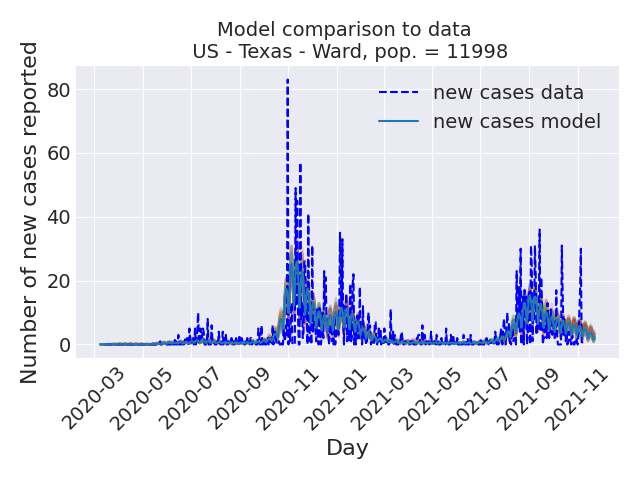 Model comparison to data
US - Texas - Ward, pop. = 11998
Number of new cases reported
80
60
40
20
0
new cases data
new cases model
2020-03
2020-05
2020-07
2020-09
2020-11
2021-01
2021-03
2021-05
2021-07
2021-09
2021-11
Day